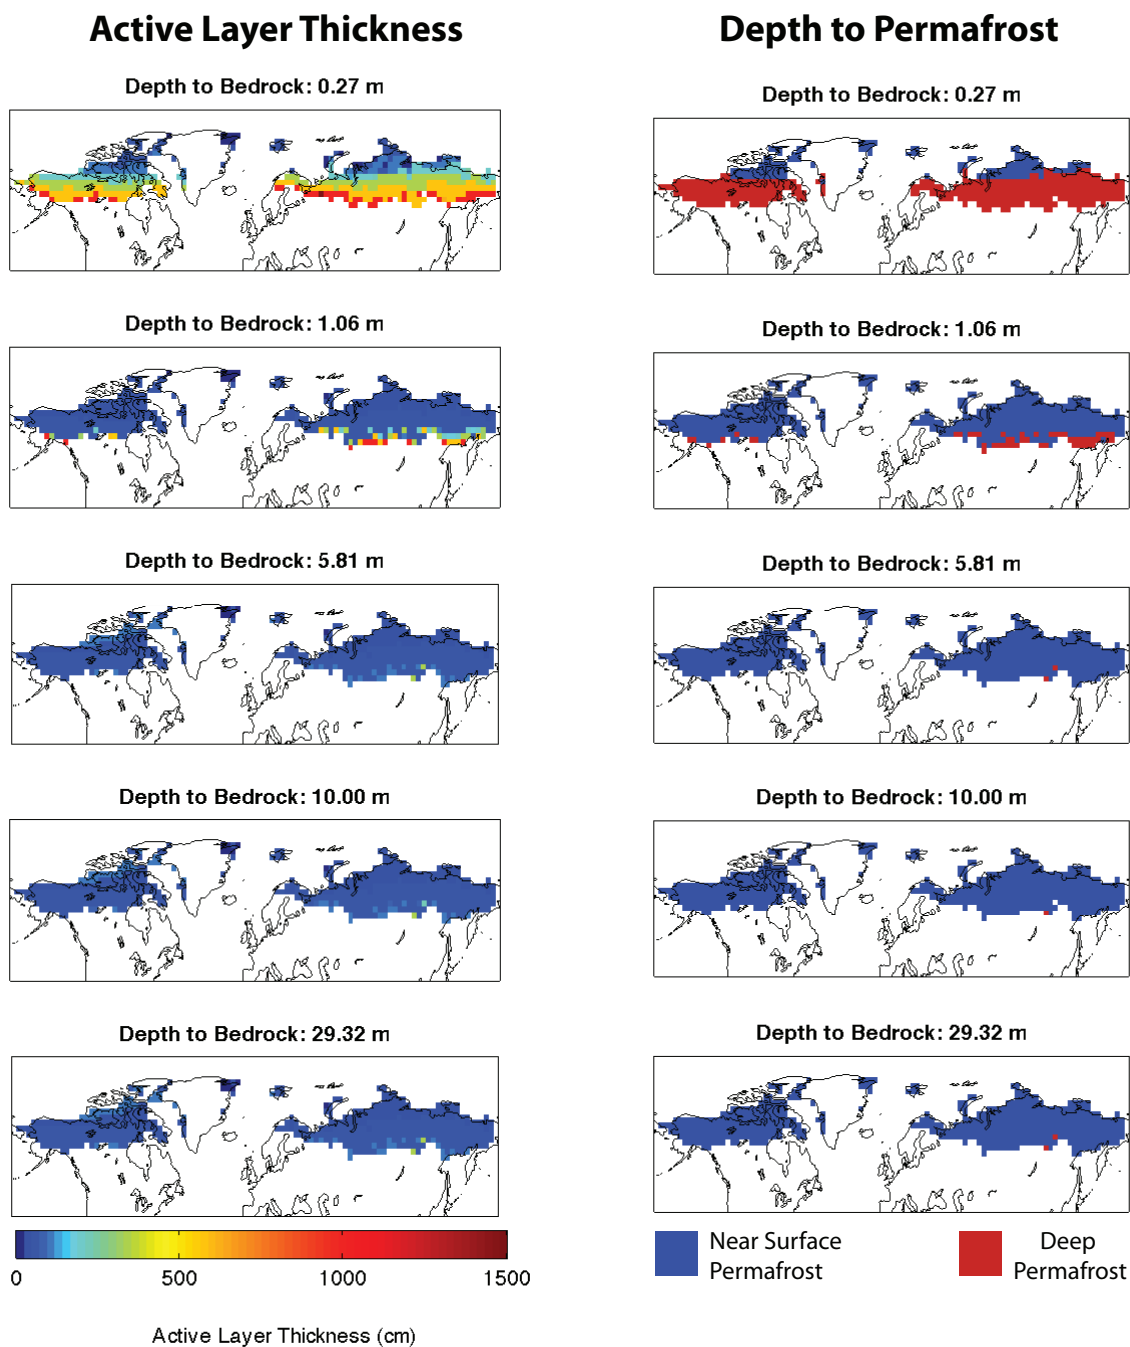 Active Layer Thickness
Depth to Permafrost
Depth to Bedrock: 0.27 m
Depth to Bedrock: 0.27 m
Depth to Bedrock: 1.06 m
Depth to Bedrock: 1.06 m
Depth to Bedrock: 5.81 m
Depth to Bedrock: 5.81 m
Depth to Bedrock: 10.00 m
Depth to Bedrock: 10.00 m
Depth to Bedrock: 29.32 m
Depth to Bedrock: 29.32 m
0 500 1000 1500
Active Layer Thickness (cm)
Near Surface
Permafrost
Deep
Permafrost